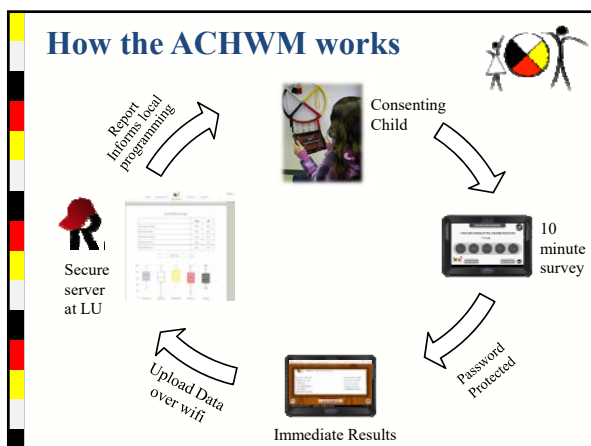 How the ACHWM works
Consenting
Child
10
minute
survey
Password
Protected
Immediate Results
Upload Data
over wifi
Secure
server
at LU
R
Report
Informs local
programming